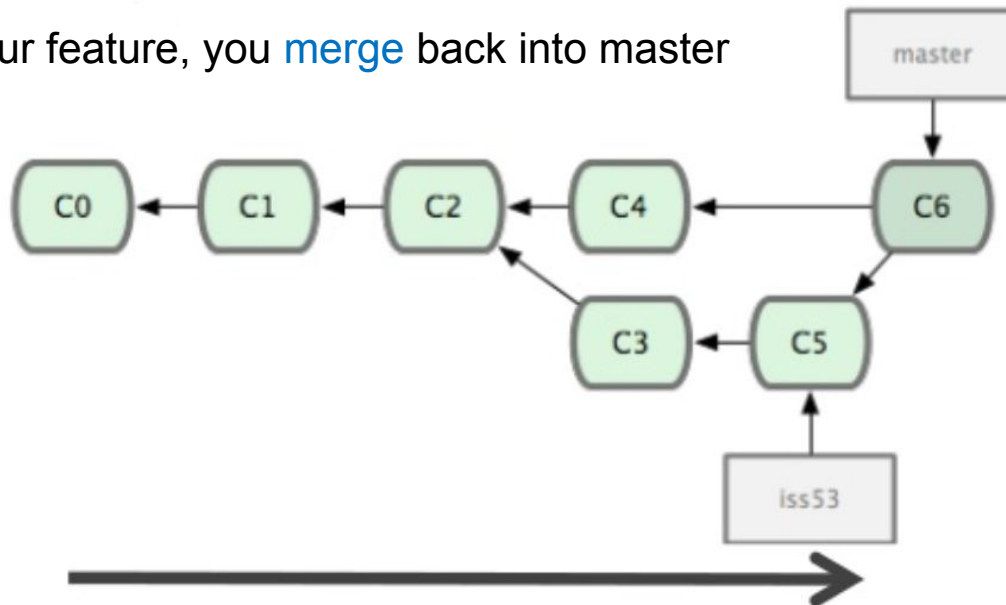 ur feature, you merge back into master
master
C0 C1 C2 C4 C6
C3 C5
iss53